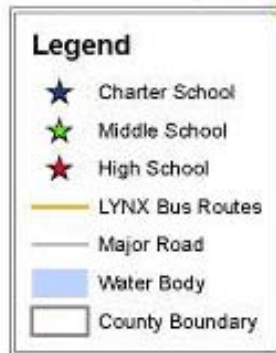 Legend
Charter School
Middle School
High School
LYNX Bus Routes
Major Road
Water Body
County Boundary